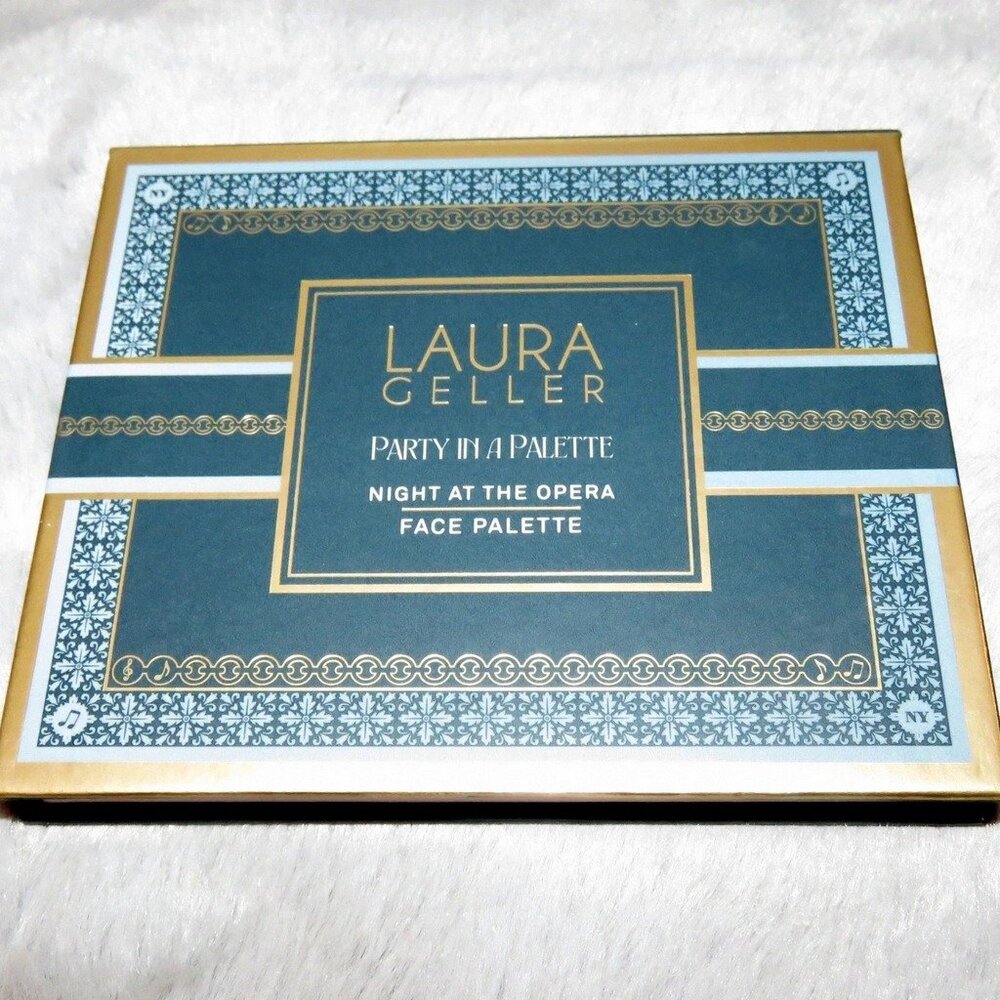 NY
LAURA
GELLER
PARTY IN A PALETTE
NIGHT AT THE OPERA
FACE PALETTE
NY